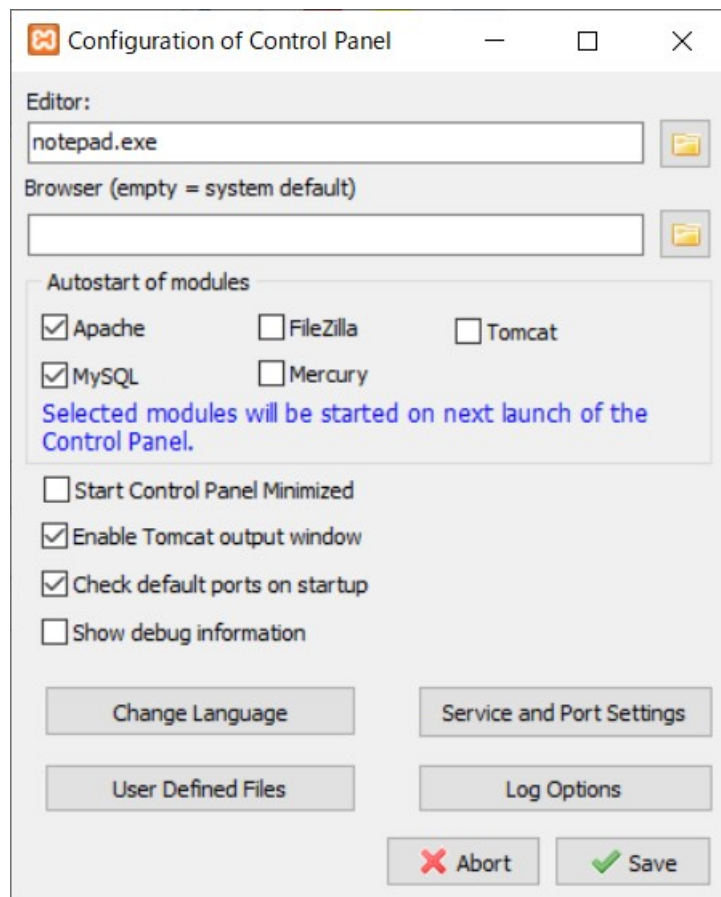 Configuration of Control Panel
Editor:
notepad.exe
Browser (empty = system default)
Autostart of modules
Apache FileZilla Tomcat
MySQL Mercury
Selected modules will be started on next launch of the
Control Panel.
Start Control Panel Minimized
Enable Tomcat output window
Check default ports on startup
Show debug information
Change Language Service and Port Settings
User Defined Files Log Options
Abort Save